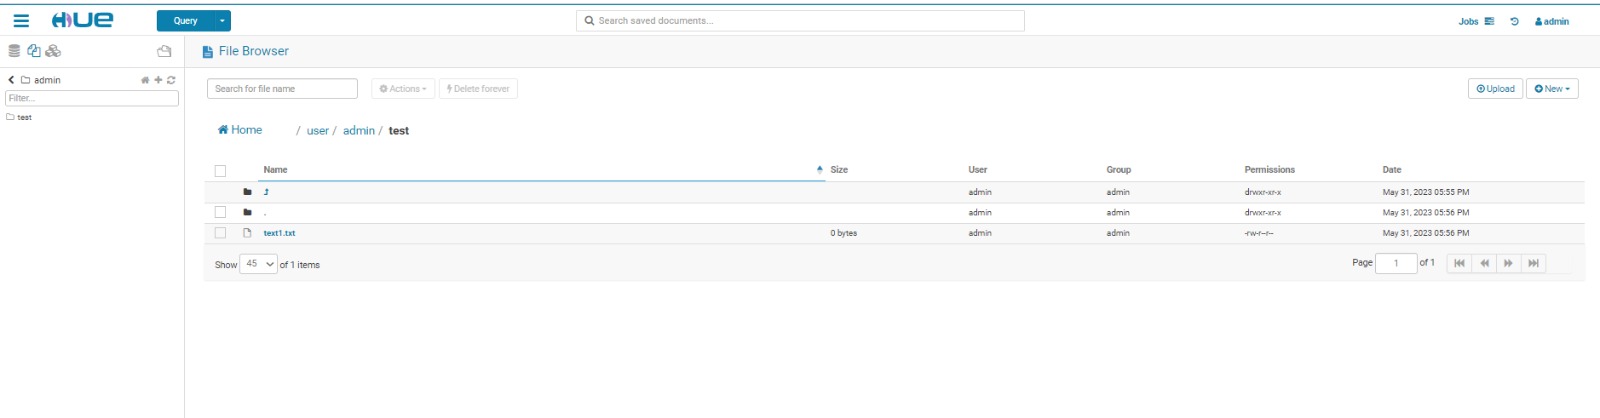 HUE Query Search saved documents... Jobs admin
File Browser
admin
Filter...
test
Search for file name Actions Delete forever Upload New
Home / user / admin / test
Name Size User Group Permissions Date
admin admin drwxr-xr-x May 31, 2023 05:55 PM
. admin admin drwxr-xr-x May 31, 2023 05:56 PM
text1.txt 0 bytes admin admin -rw-r--r-- May 31, 2023 05:56 PM
Show 45 of 1 items Page 1 of 1